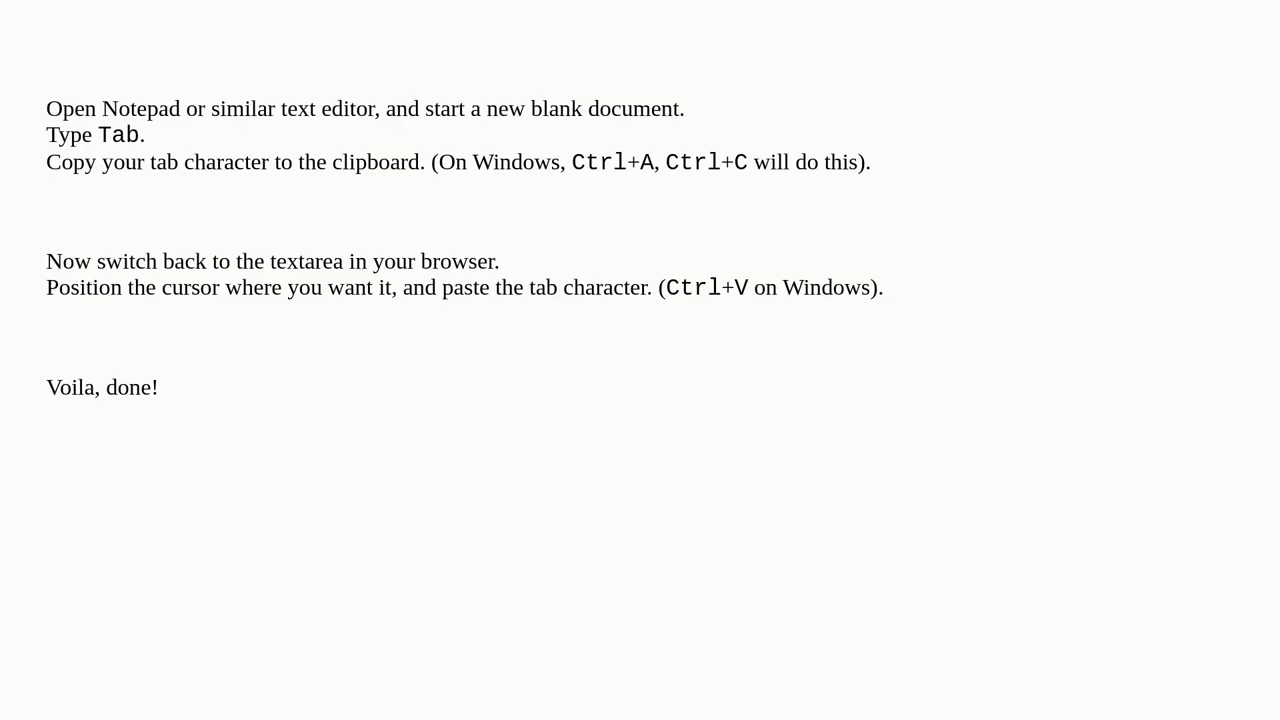 Open Notepad or similar text editor, and start a new blank document.
Type Tab.
Copy your tab character to the clipboard. (On Windows, Ctrl+A, Ctrl+C will do this).
Now switch back to the textarea in your browser.
Position the cursor where you want it, and paste the tab character. (Ctrl+V on Windows).
Voila, done!